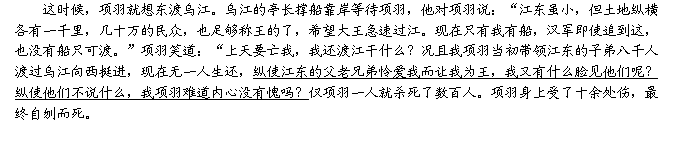 这时候，项羽就想东渡乌江。乌江的亭长撑船靠岸等待项羽，他对项羽说：“江东虽小，但土地纵横
各有一千里，几十万的民众，也足够称王的了，希望大王急速过江。现在只有我有船，汉军即使追到这，
也没有船只可渡。”项羽笑道：“上天要亡我，我还渡江干什么？况且我项羽当初带领江东的子弟八千人
渡过乌江向西挺进，现在无一人生还，纵使江东的父老兄弟怜爱我而让我为王，我又有什么脸见他们呢？
纵使他们不说什么，我项羽难道内心没有愧吗？仅项羽一人就杀死了数百人。项羽身上受了十余处伤，最
终自刎而死。